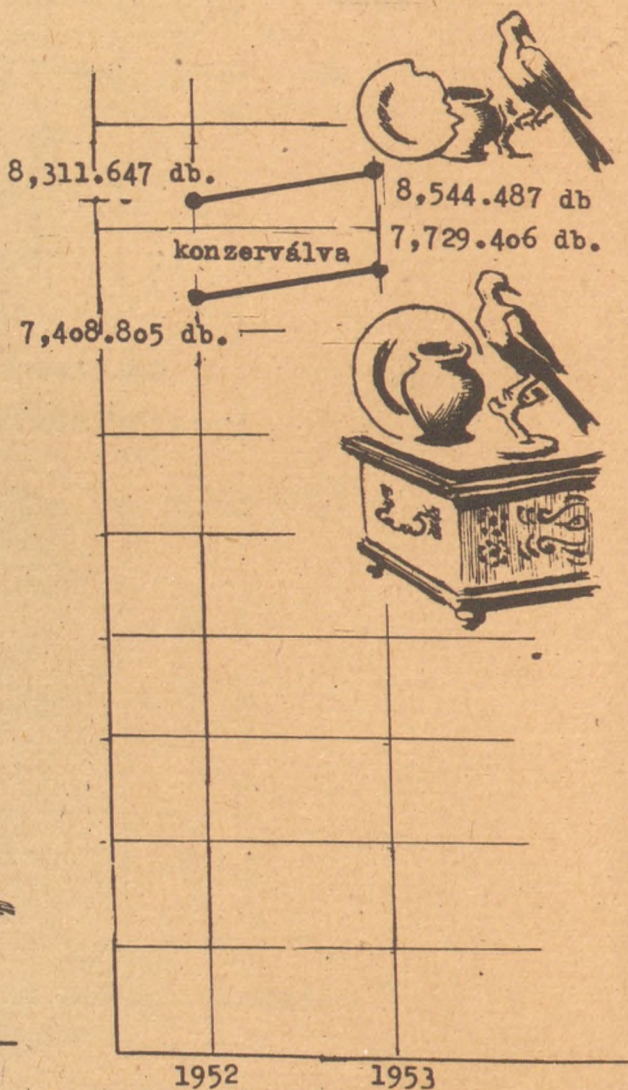 8,311.647 db.
8,544.487 db
7,729.4o6 db.
konzerválva
7,4o8.8o5 db.
1952 1953